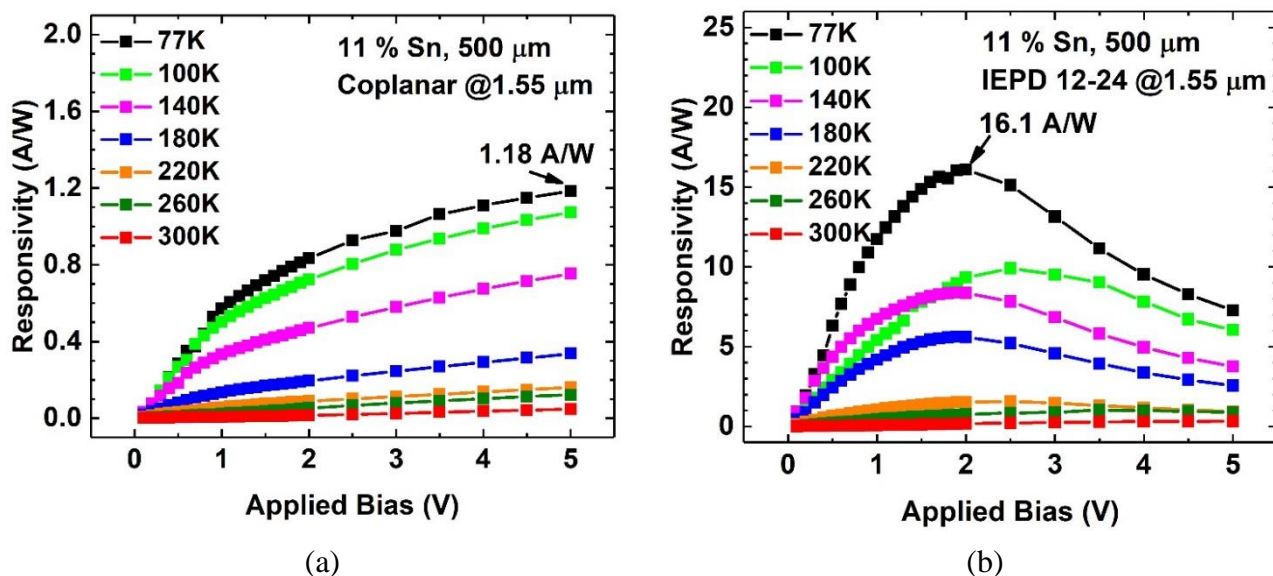 2.0
1.6
1.2
0.8
0.4
0.0
Responsivity (A/W)
77K
100K
140K
180K
220K
260K
300K
11 % Sn, 500 μm
Coplanar @1.55 μm
1.18 A/W
0 1 2 3 4 5
Applied Bias (V)
(a)
25
20
15
10
5
0
Responsivity (A/W)
77K
100K
140K
180K
220K
260K
300K
11 % Sn, 500 μm
IEPD 12-24 @1.55 μm
16.1 A/W
0 1 2 3 4 5
Applied Bias (V)
(b)